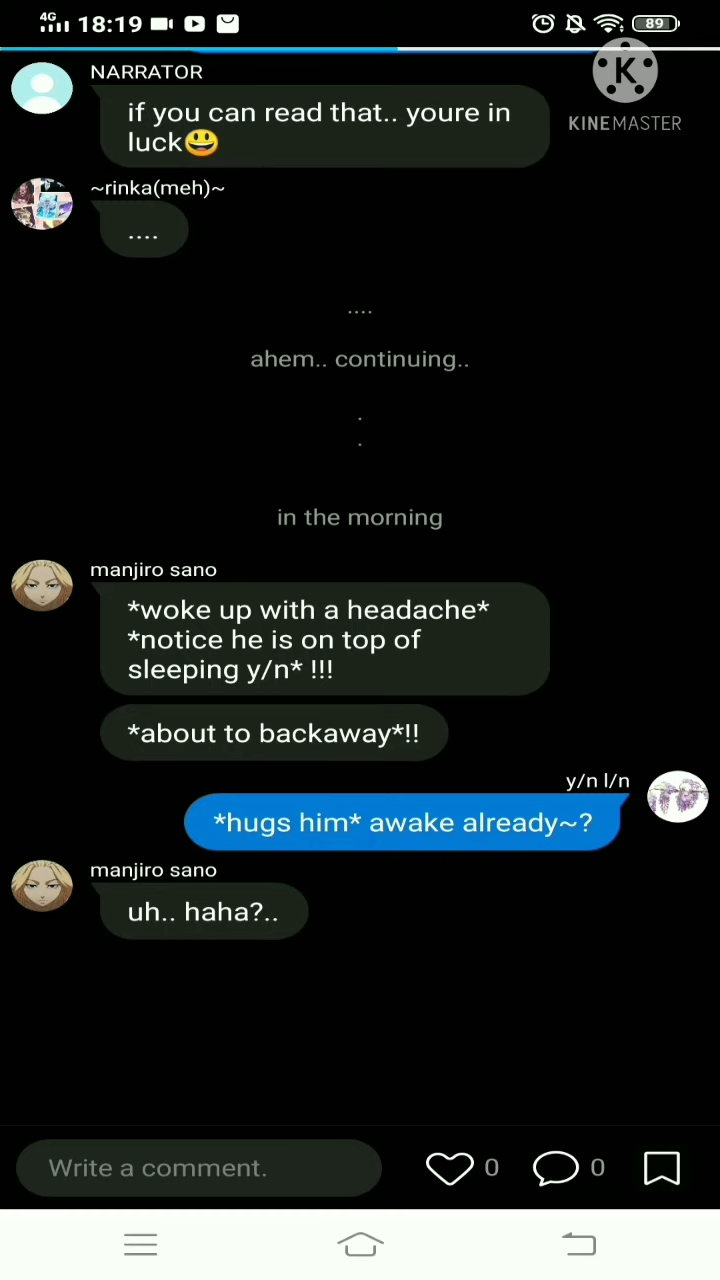 4G 18:19 89
K
KINEMASTER
NARRATOR
if you can read that.. youre in
luck😃
~rinka(meh)~
....
....
ahem.. continuing..
.
.
in the morning
manjiro sano
*woke up with a headache*
*notice he is on top of
sleeping y/n* !!!
*about to backaway*!!
y/n l/n
*hugs him* awake already~?
manjiro sano
uh.. haha?..
Write a comment. 0 0